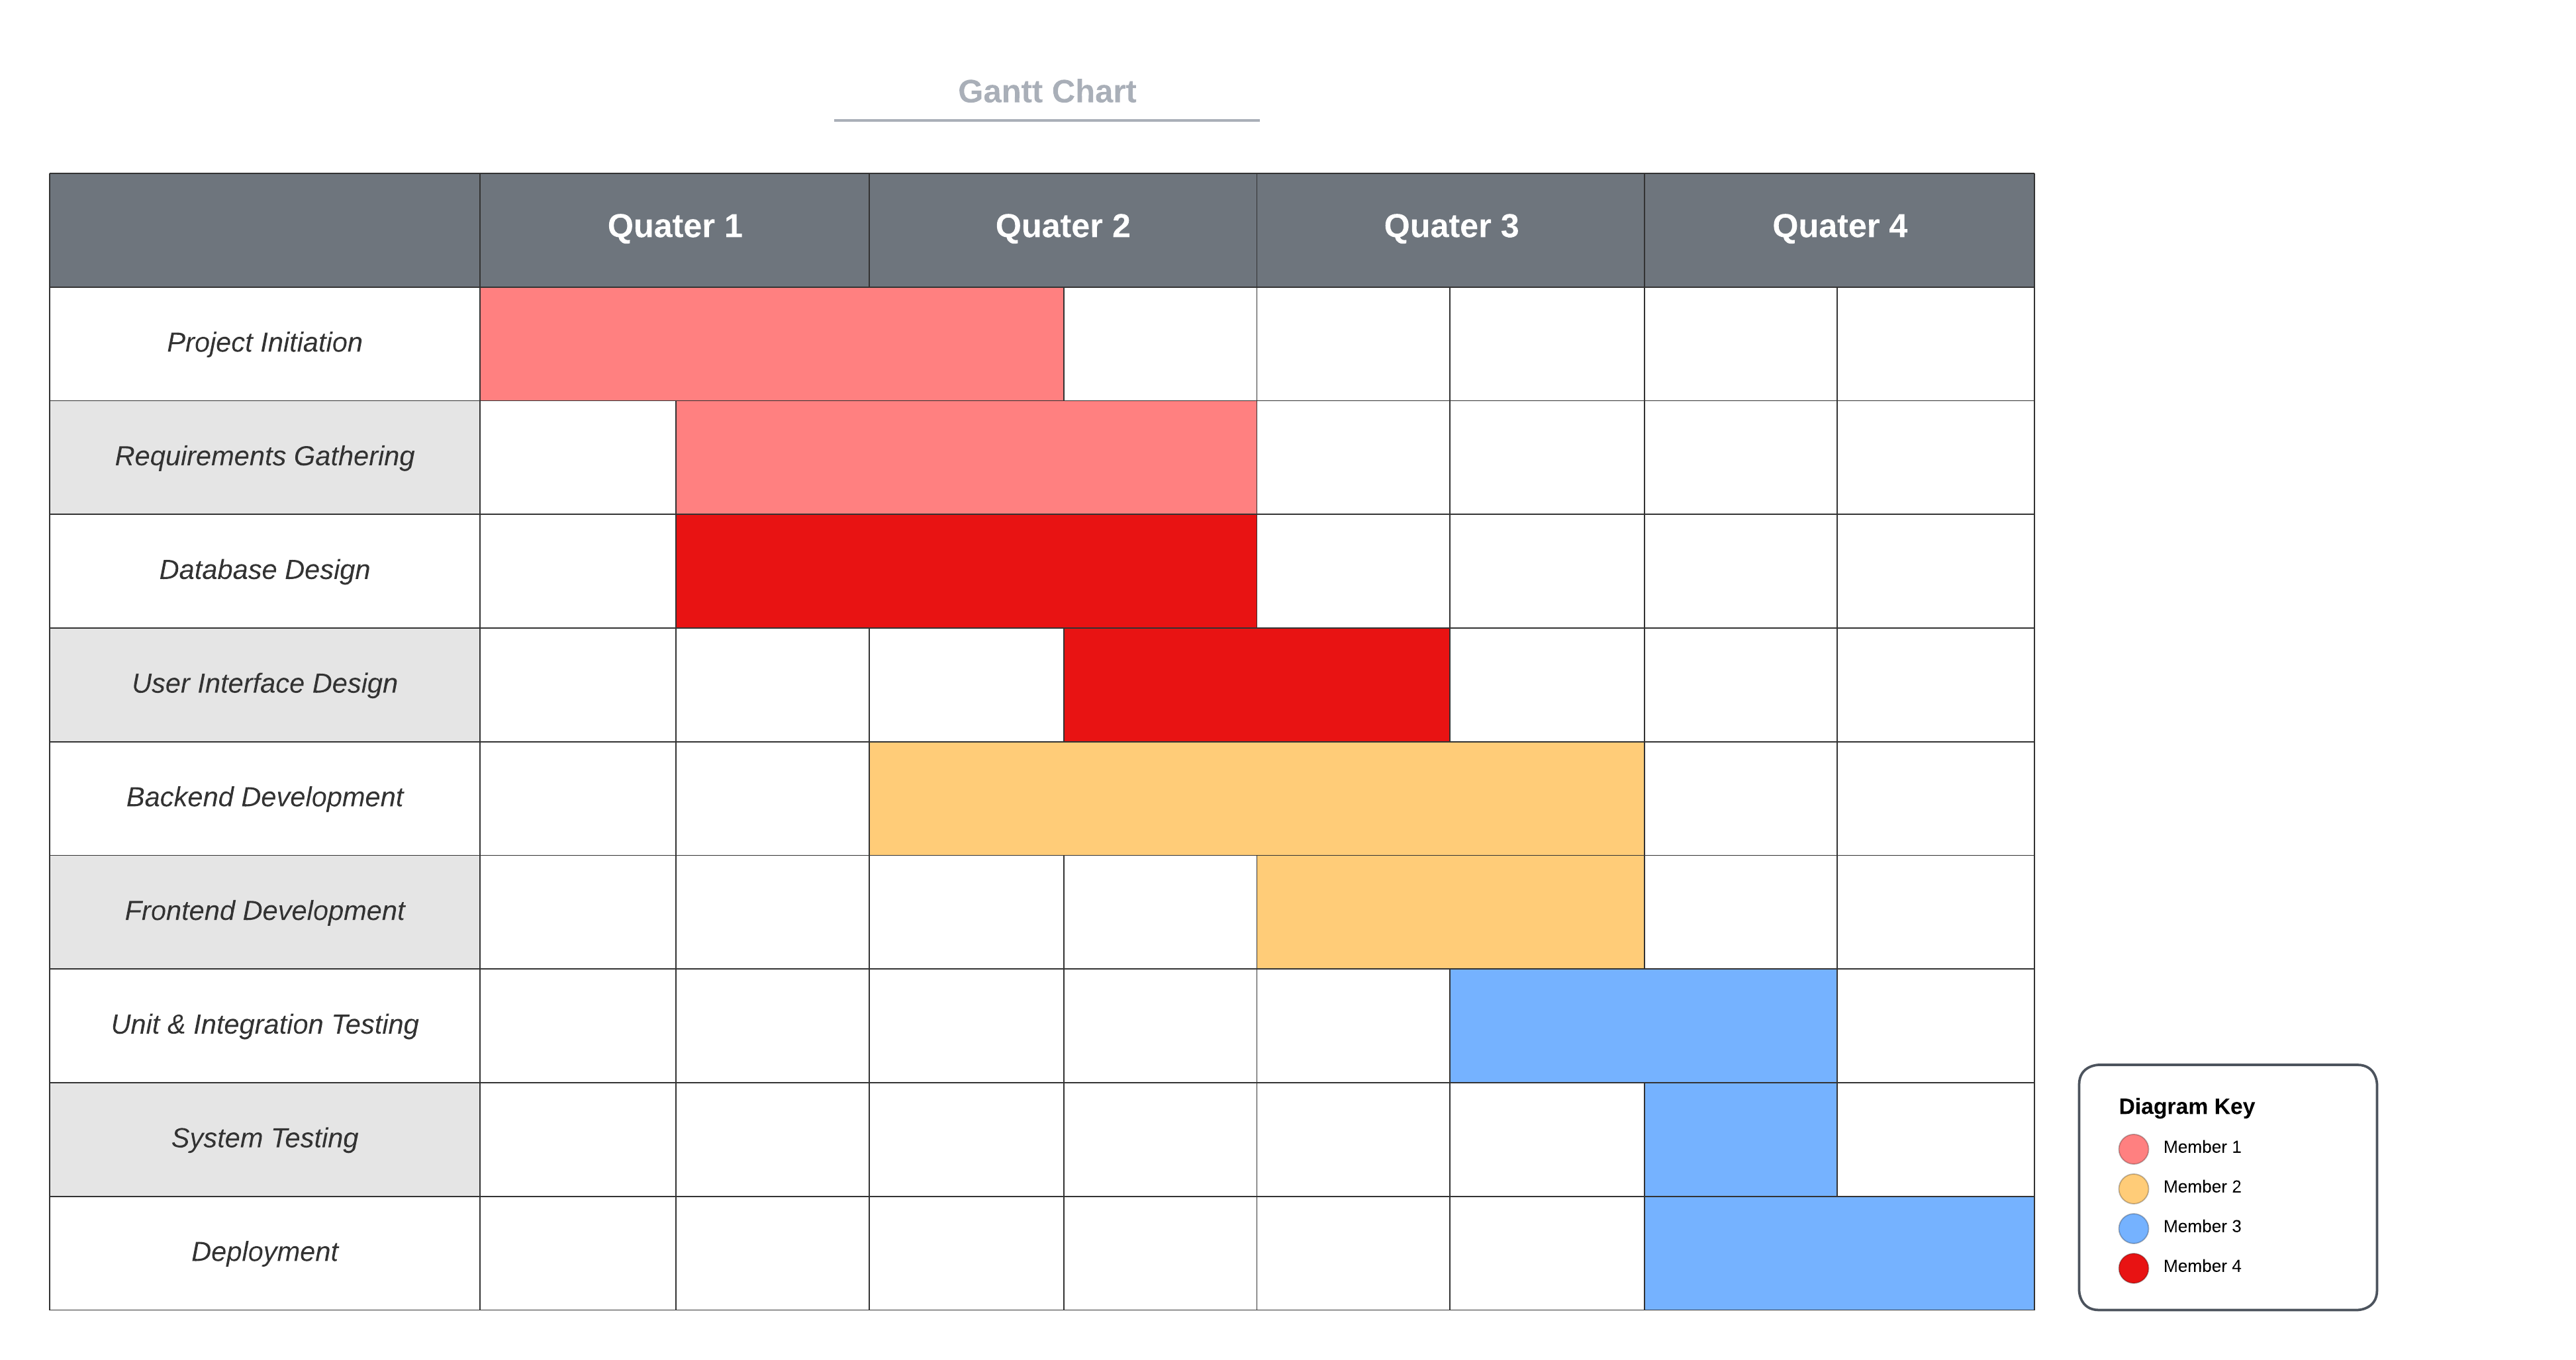 Gantt Chart
Quater 1
Quater 2
Quater 3
Quater 4
Project Initiation
Requirements Gathering
Database Design
User Interface Design
Backend Development
Frontend Development
Unit & Integration Testing
System Testing
Deployment
Diagram Key
Member 1
Member 2
Member 3
Member 4